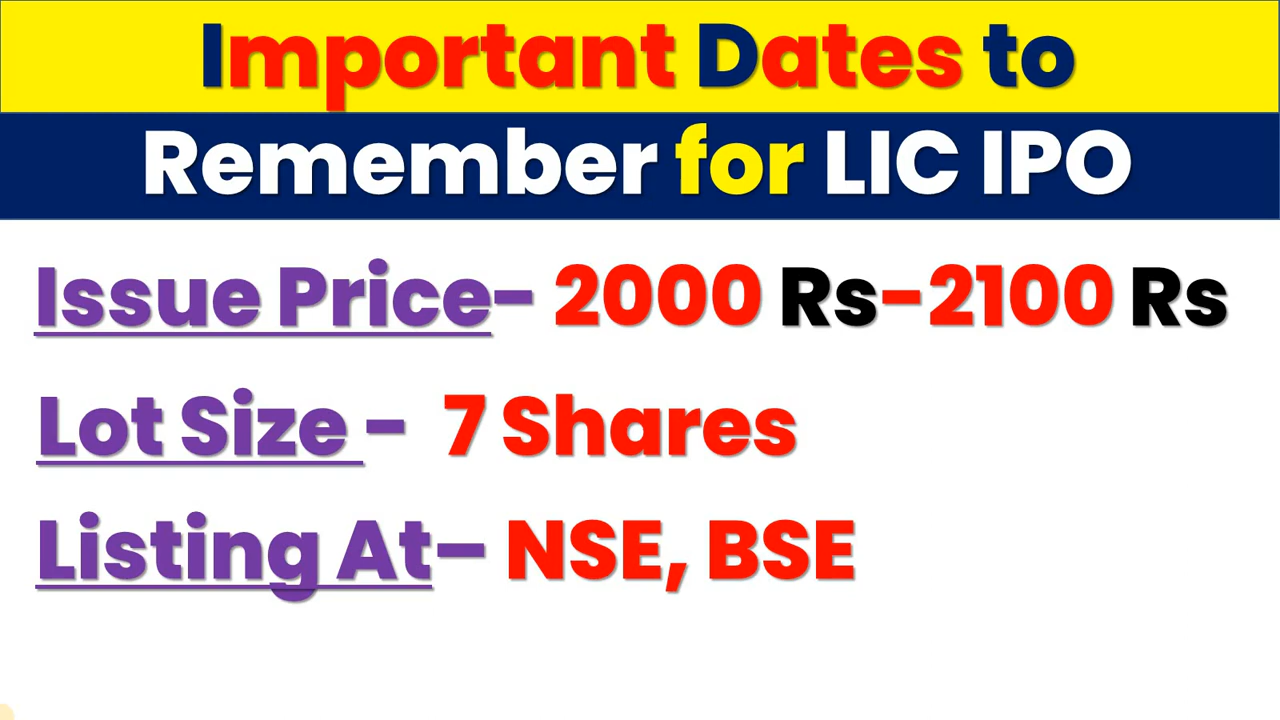 Important Dates to
Remember for LIC IPO
Issue Price- 2000 Rs-2100 Rs
Lot Size - 7 Shares
Listing At– NSE, BSE